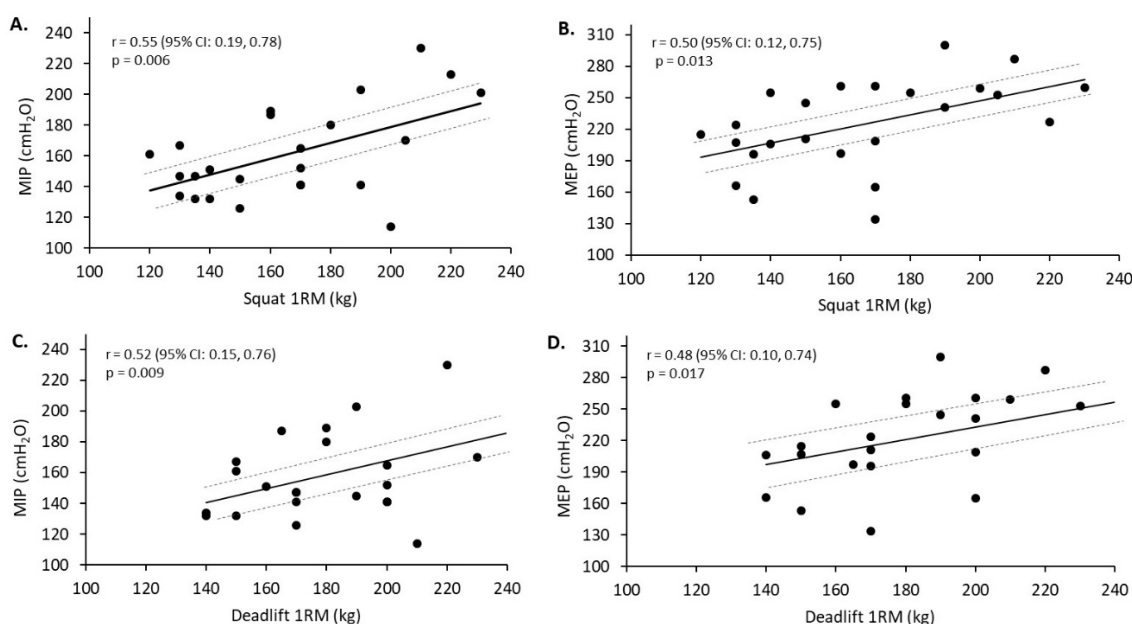 A.
r = 0.55 (95% CI: 0.19, 0.78)
p = 0.006
MIP (cmH₂O)
240
220
200
180
160
140
120
100
100 120 140 160 180 200 220 240
Squat 1RM (kg)
B.
r = 0.50 (95% CI: 0.12, 0.75)
p = 0.013
MEP (cmH₂O)
310
280
250
220
190
160
130
100
100 120 140 160 180 200 220 240
Squat 1RM (kg)
C.
r = 0.52 (95% CI: 0.15, 0.76)
p = 0.009
MIP (cmH₂O)
240
220
200
180
160
140
120
100
100 120 140 160 180 200 220 240
Deadlift 1RM (kg)
D.
r = 0.48 (95% CI: 0.10, 0.74)
p = 0.017
MEP (cmH₂O)
310
280
250
220
190
160
130
100
100 120 140 160 180 200 220 240
Deadlift 1RM (kg)